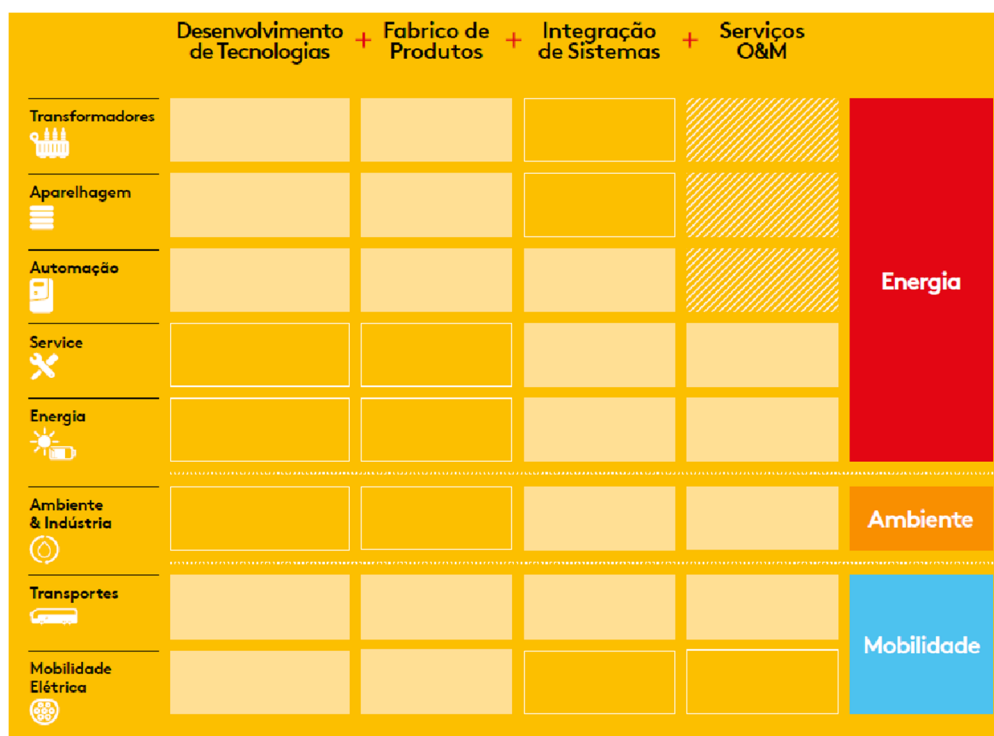 Desenvolvimento de Tecnologias + Fabrico de Produtos + Integração de Sistemas + Serviços O&M
Transformadores
Aparelhagem
Automação
Energia
Service
Energia
Ambiente
& Indústria
Ambiente
Transportes
Mobilidade
Mobilidade
Elétrica